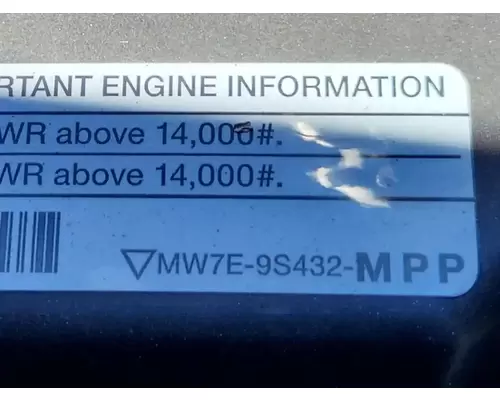 RTANT ENGINE INFORMATION
WR above 14,000#.
WR above 14,000#.
▽MW7E-9S432-MPP